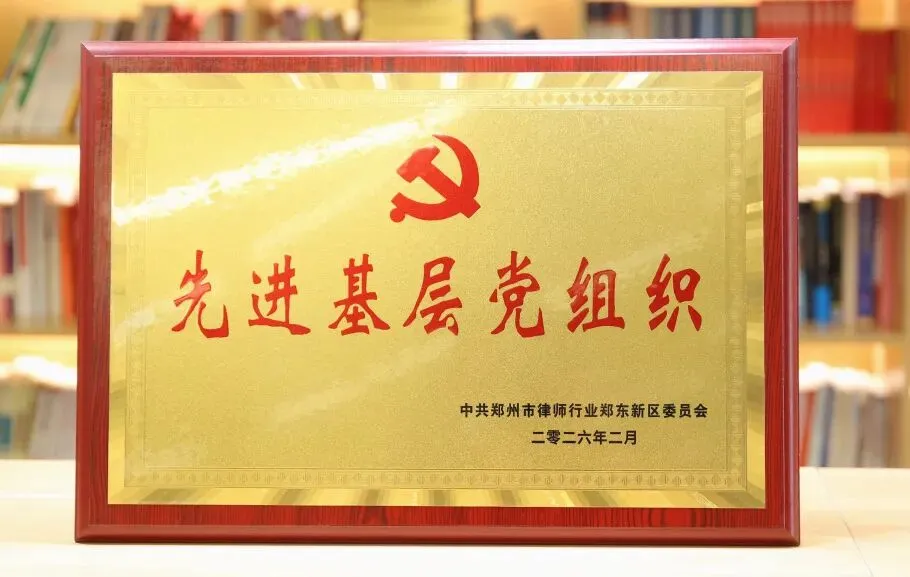 先进基层党组织
中共郑州市律师行业郑东新区委员会
二零二六年二月